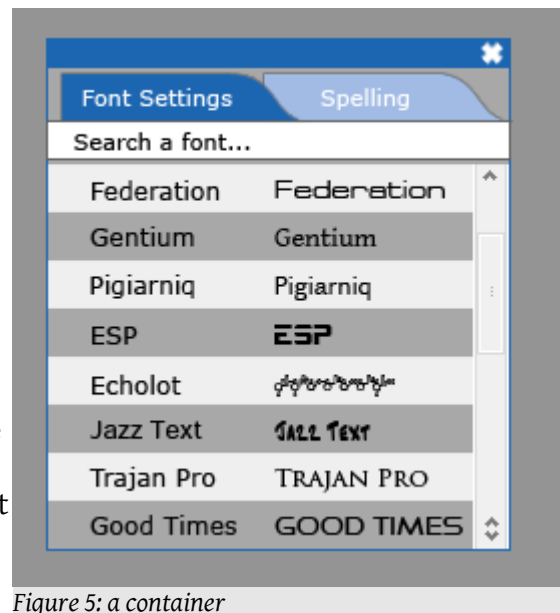 Font Settings Spelling
Search a font...
Federation Federation
Gentium Gentium
Pigiarniq Pigiarniq
ESP ESP
Echolot
Jazz Text JAZZ TEXT
Trajan Pro TRAJAN PRO
t
Good Times GOOD TIMES
Figure 5: a container